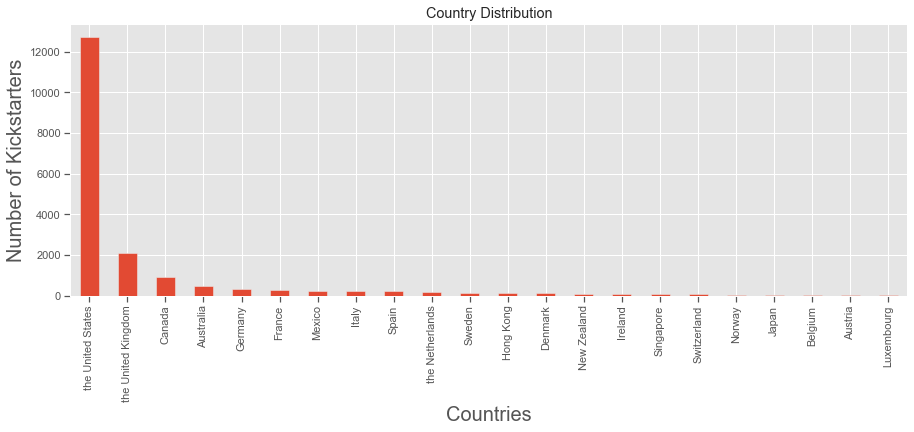 Country Distribution
Number of Kickstarters
12000
10000
8000
6000
4000
2000
0
the United States
the United Kingdom
Canada
Australia
Germany
France
Mexico
Italy
Spain
the Netherlands
Sweden
Hong Kong
Denmark
New Zealand
Ireland
Singapore
Switzerland
Norway
Japan
Belgium
Austria
Luxembourg
Countries